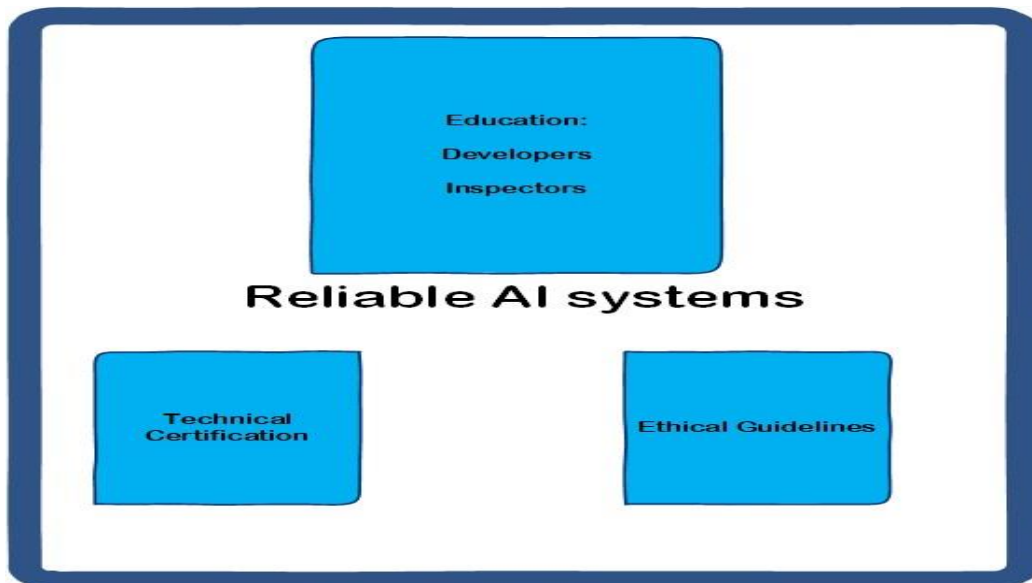 Education:
Developers
Inspectors
Reliable AI systems
Technical
Certification
Ethical Guidelines